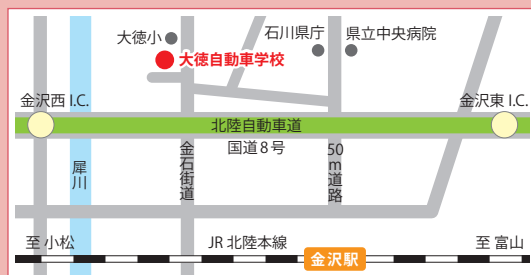 大徳小
石川県庁
県立中央病院
大徳自動車学校
金沢西 I.C.
金沢東 I.C.
北陸自動車道
国道8号
犀川
金石街道
50m道路
至 小松
JR 北陸本線
至 富山
金沢駅